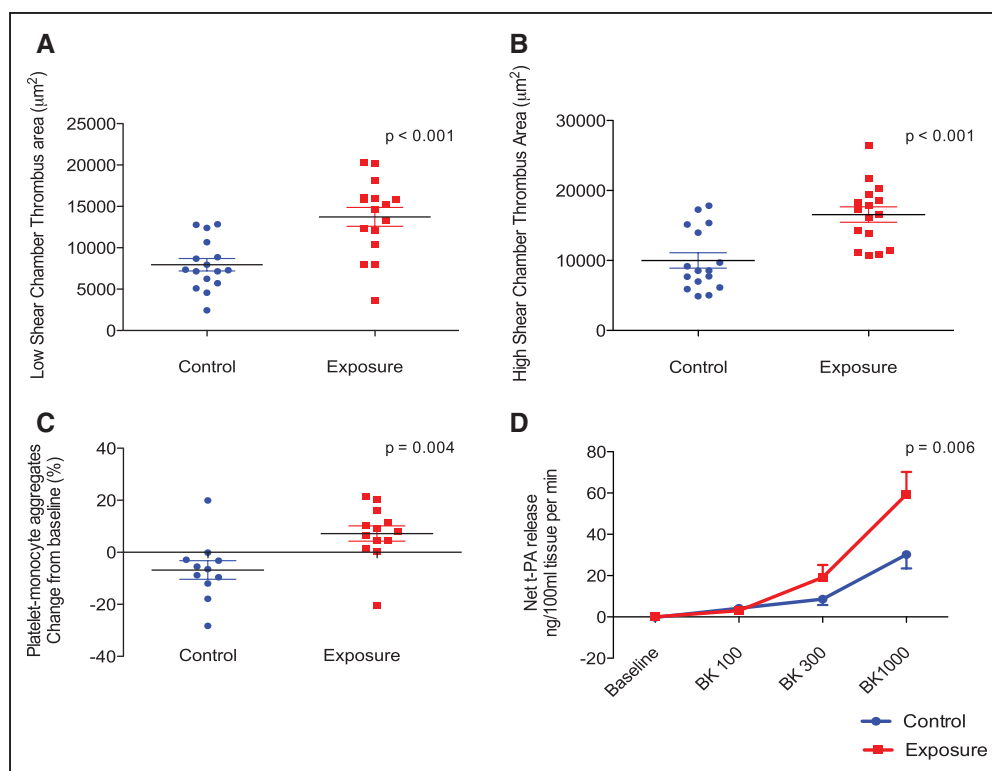 A
Low Shear Chamber Thrombus area (μm²)
25000
20000
15000
10000
5000
0
p < 0.001
Control
Exposure
B
High Shear Chamber Thrombus Area (μm²)
30000
20000
10000
0
p < 0.001
Control
Exposure
C
Platelet-monocyte aggregates
Change from baseline (%)
40
20
0
-20
-40
p = 0.004
Control
Exposure
D
Net t-PA release
ng/100ml tissue per min
80
60
40
20
0
-20
p = 0.006
Baseline
BK 100
BK 300
BK1000
Control
Exposure